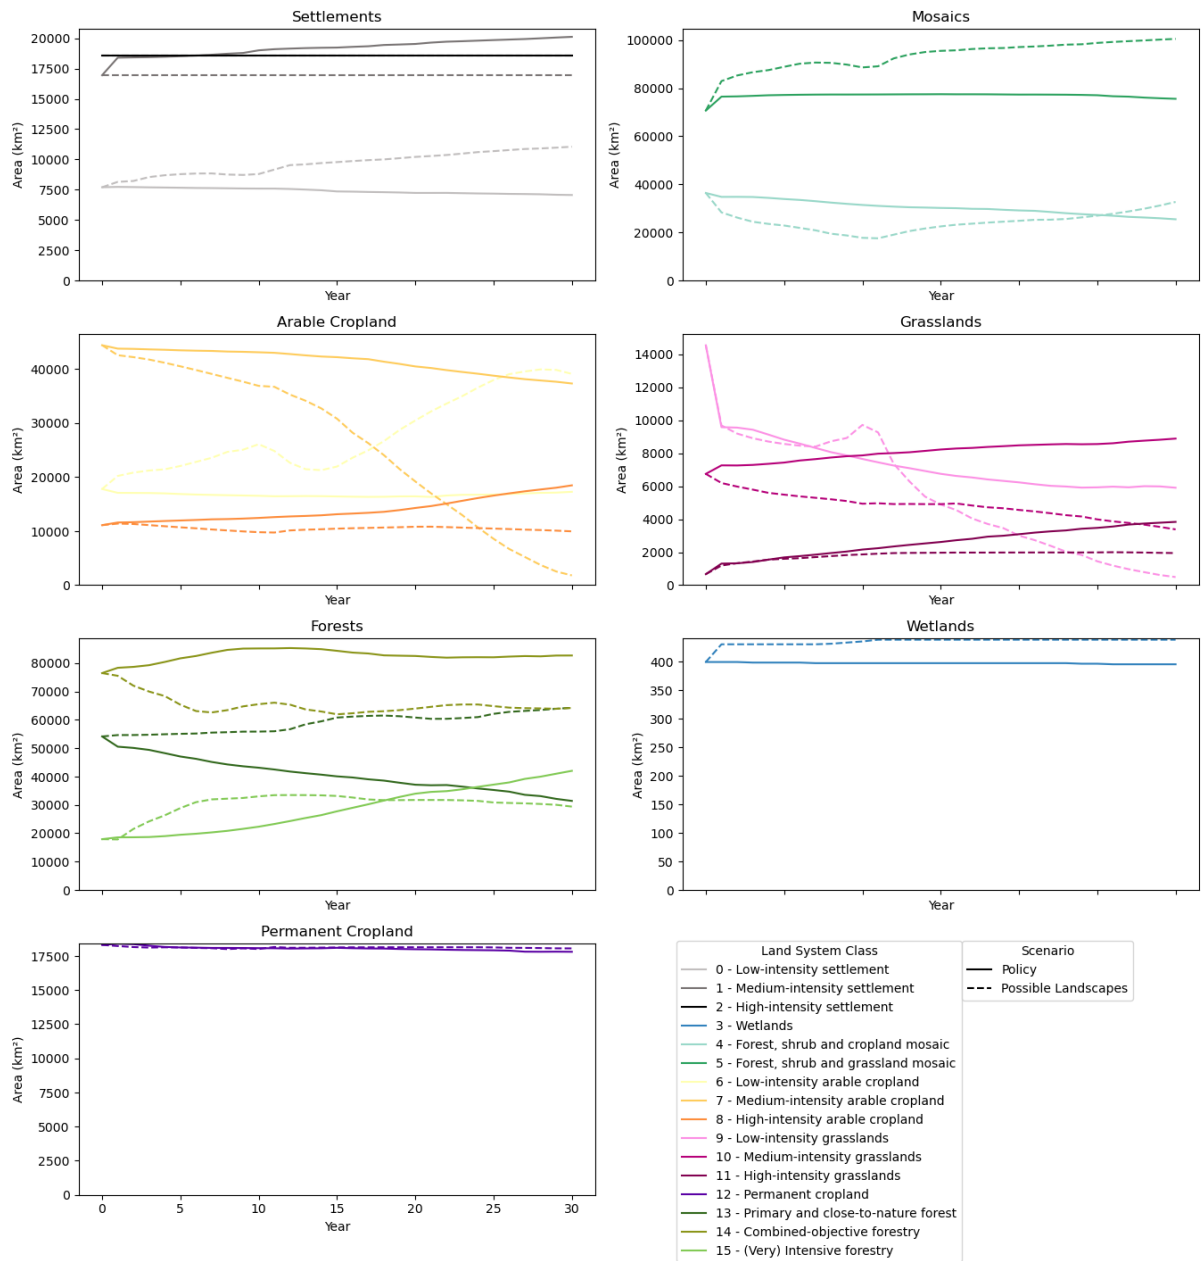 Settlements
20000
17500
15000
12500
10000
7500
5000
2500
0
Area (km²)
Year
Mosaics
100000
80000
60000
40000
20000
0
Area (km²)
Year
Arable Cropland
40000
30000
20000
10000
0
Area (km²)
Year
Grasslands
14000
12000
10000
8000
6000
4000
2000
0
Area (km²)
Year
Forests
80000
70000
60000
50000
40000
30000
20000
10000
0
Area (km²)
Year
Wetlands
400
350
300
250
200
150
100
50
0
Area (km²)
Year
Permanent Cropland
17500
15000
12500
10000
7500
5000
2500
0
Area (km²)
0 5 10 15 20 25 30
Year
Land System Class
0 - Low-intensity settlement
1 - Medium-intensity settlement
2 - High-intensity settlement
3 - Wetlands
4 - Forest, shrub and cropland mosaic
5 - Forest, shrub and grassland mosaic
6 - Low-intensity arable cropland
7 - Medium-intensity arable cropland
8 - High-intensity arable cropland
9 - Low-intensity grasslands
10 - Medium-intensity grasslands
11 - High-intensity grasslands
12 - Permanent cropland
13 - Primary and close-to-nature forest
14 - Combined-objective forestry
15 - (Very) Intensive forestry
Scenario
Policy
Possible Landscapes